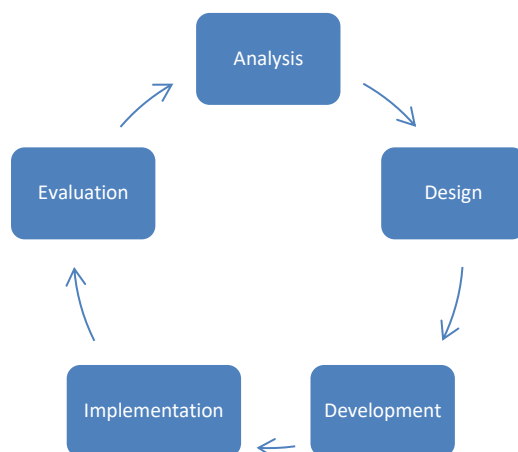 Analysis
Design
Development
Implementation
Evaluation